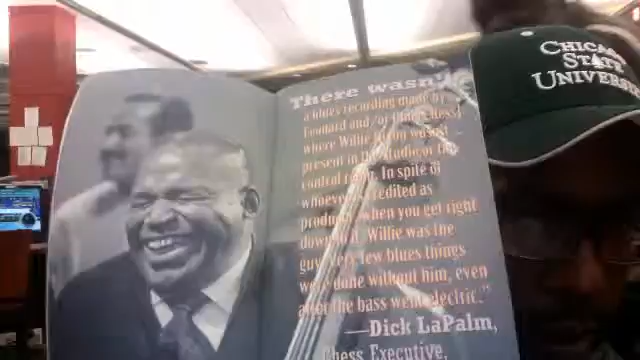 There wasn't
a blues recording made by
Leonard and/or
where Willie wasn't
present in the studio or the
control room. In spite of
whoever credited as
producer, when you get right
down to it, Willie was the
guy. Very few blues things
were done without him, even
after the bass went electric."
—Dick LaPalm,
Chess Executive,
CHICAGO
STATE
UNIVERSITY